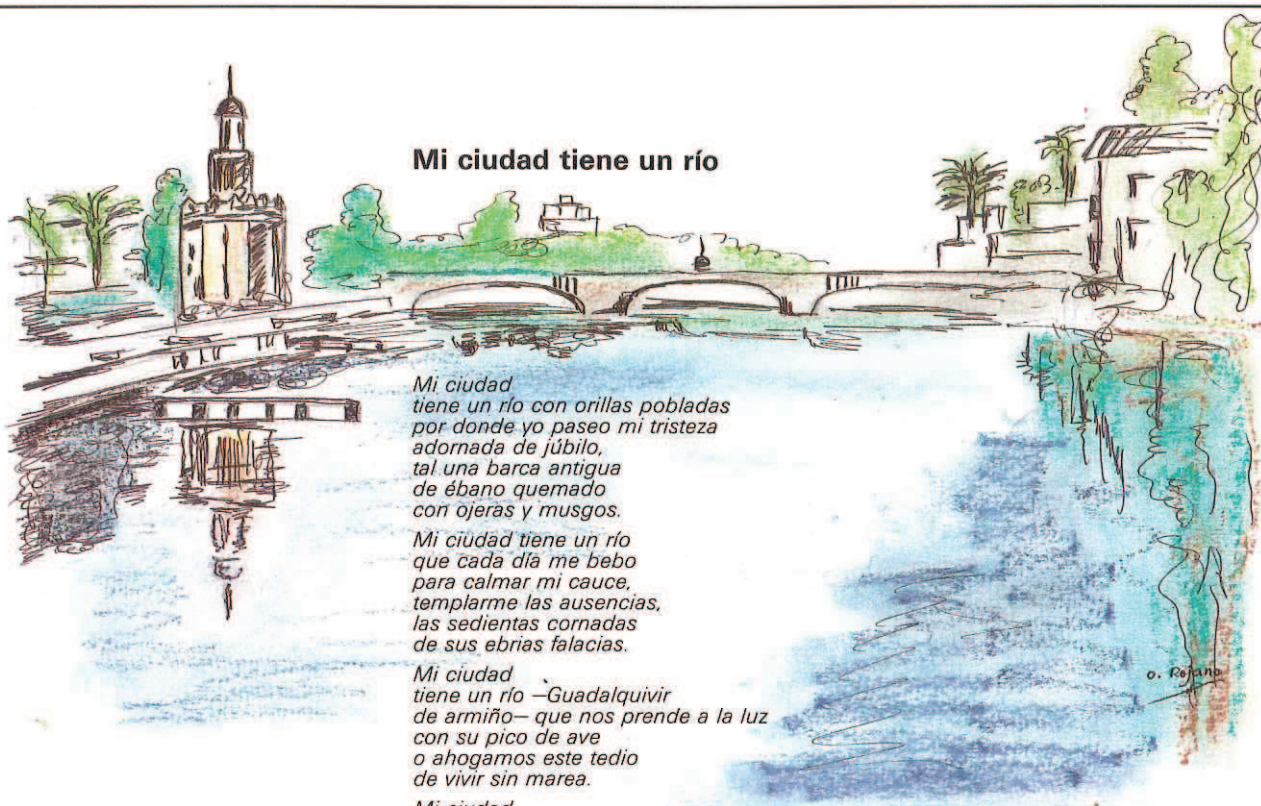 Mi ciudad tiene un río
Mi ciudad
tiene un río con orillas pobladas
por donde yo paseo mi tristeza
adornada de júbilo,
tal una barca antigua
de ébano quemado
con ojeras y musgos.
Mi ciudad tiene un río
que cada día me bebo
para calmar mi cauce,
templarme las ausencias,
las sedientas cornadas
de sus ebrias falacias.
Mi ciudad
tiene un río —Guadalquivir
de armiño— que nos prende a la luz
con su pico de ave
o ahogamos este tedio
de vivir sin marea.
Mi ciudad
O. Rojano